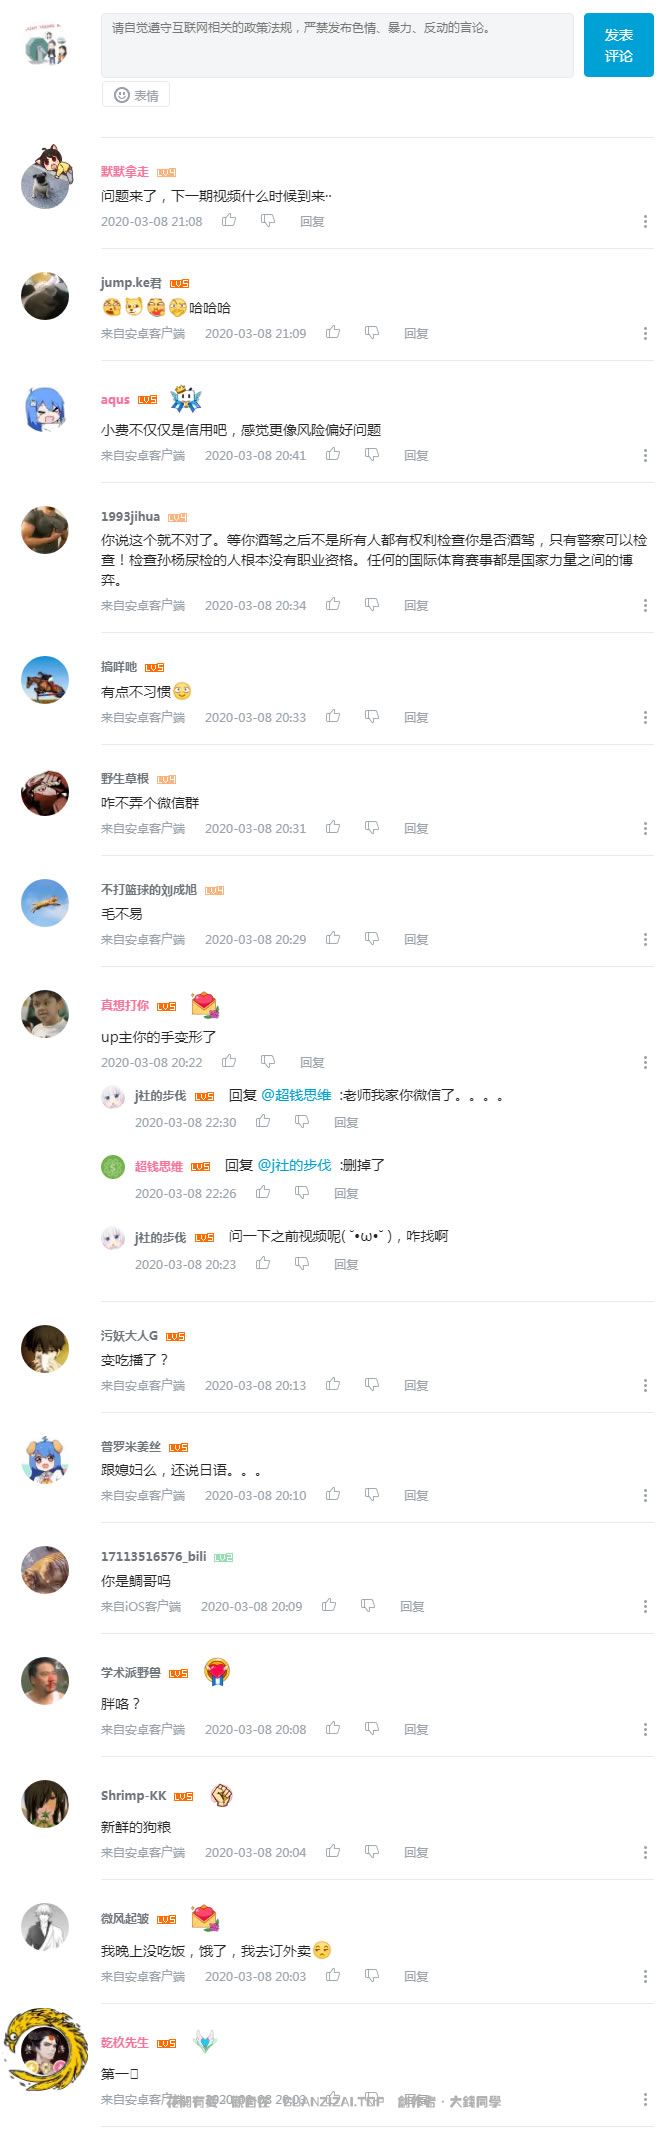 请自觉遵守互联网相关的政策法规，严禁发布色情、暴力、反动的言论。
发表
评论
表情
默默拿走 LV4
问题来了，下一期视频什么时候到来··
2020-03-08 21:08 回复
jump.ke君 LV5
哈哈哈
来自安卓客户端 2020-03-08 21:09 回复
aqus LV5
小费不仅仅是信用吧，感觉更像风险偏好问题
来自安卓客户端 2020-03-08 20:41 回复
1993jihua LV4
你说这个就不对了。等你酒驾之后不是所有人都有权利检查你是否酒驾，只有警察可以检
查！检查孙杨尿检的人根本没有职业资格。任何的国际体育赛事都是国家力量之间的博
弈。
来自安卓客户端 2020-03-08 20:34 回复
搞咩吔 LV5
有点不习惯
来自安卓客户端 2020-03-08 20:33 回复
野生草根 LV4
咋不弄个微信群
来自安卓客户端 2020-03-08 20:31 回复
不打篮球的刘成旭 LV4
毛不易
来自安卓客户端 2020-03-08 20:29 回复
真想打你 LV5
up主你的手变形了
2020-03-08 20:22 回复
j社的步伐 LV5 回复 @超钱思维 :老师我家你微信了。。。。
2020-03-08 22:30 回复
超钱思维 LV5 回复 @j社的步伐 :删掉了
2020-03-08 22:26 回复
j社的步伐 LV5 问一下之前视频呢( ˘•ω•˘ )，咋找啊
2020-03-08 20:23 回复
污妖大人G LV5
变吃播了？
来自安卓客户端 2020-03-08 20:13 回复
普罗米姜丝 LV5
跟媳妇么，还说日语。。。
来自安卓客户端 2020-03-08 20:10 回复
17113516576_bili LV2
你是鲷哥吗
来自iOS客户端 2020-03-08 20:09 回复
学术派野兽 LV5
胖咯？
来自安卓客户端 2020-03-08 20:08 回复
Shrimp-KK LV5
新鲜的狗粮
来自安卓客户端 2020-03-08 20:04 回复
微风起皱 LV5
我晚上没吃饭，饿了，我去订外卖
来自安卓客户端 2020-03-08 20:03 回复
乾杦先生 LV5
第一
来自安卓客户端 2020-03-08 20:03 回复
GUANZIZAI.TOP 創作者·大錢同學